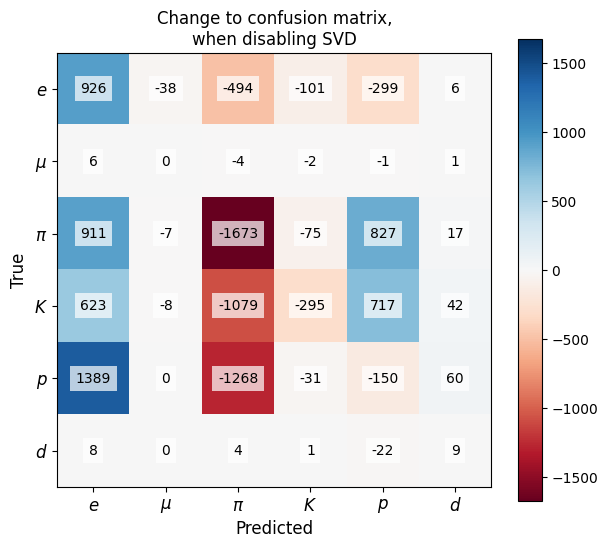 Change to confusion matrix,
when disabling SVD
True
e 926 -38 -494 -101 -299 6
μ 6 0 -4 -2 -1 1
π 911 -7 -1673 -75 827 17
K 623 -8 -1079 -295 717 42
p 1389 0 -1268 -31 -150 60
d 8 0 4 1 -22 9
e μ π K p d
Predicted
1500
1000
500
0
−500
−1000
−1500